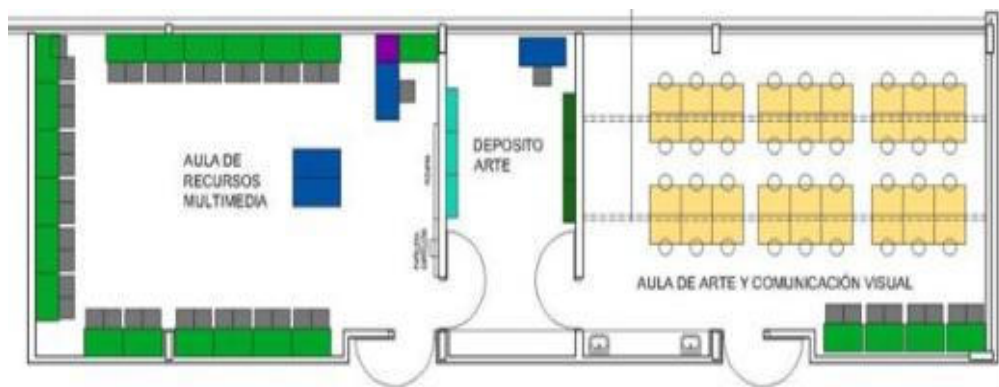 AULA DE
RECURSOS
MULTIMEDIA
DEPOSITO
ARTE
AULA DE ARTE Y COMUNICACIÓN VISUAL